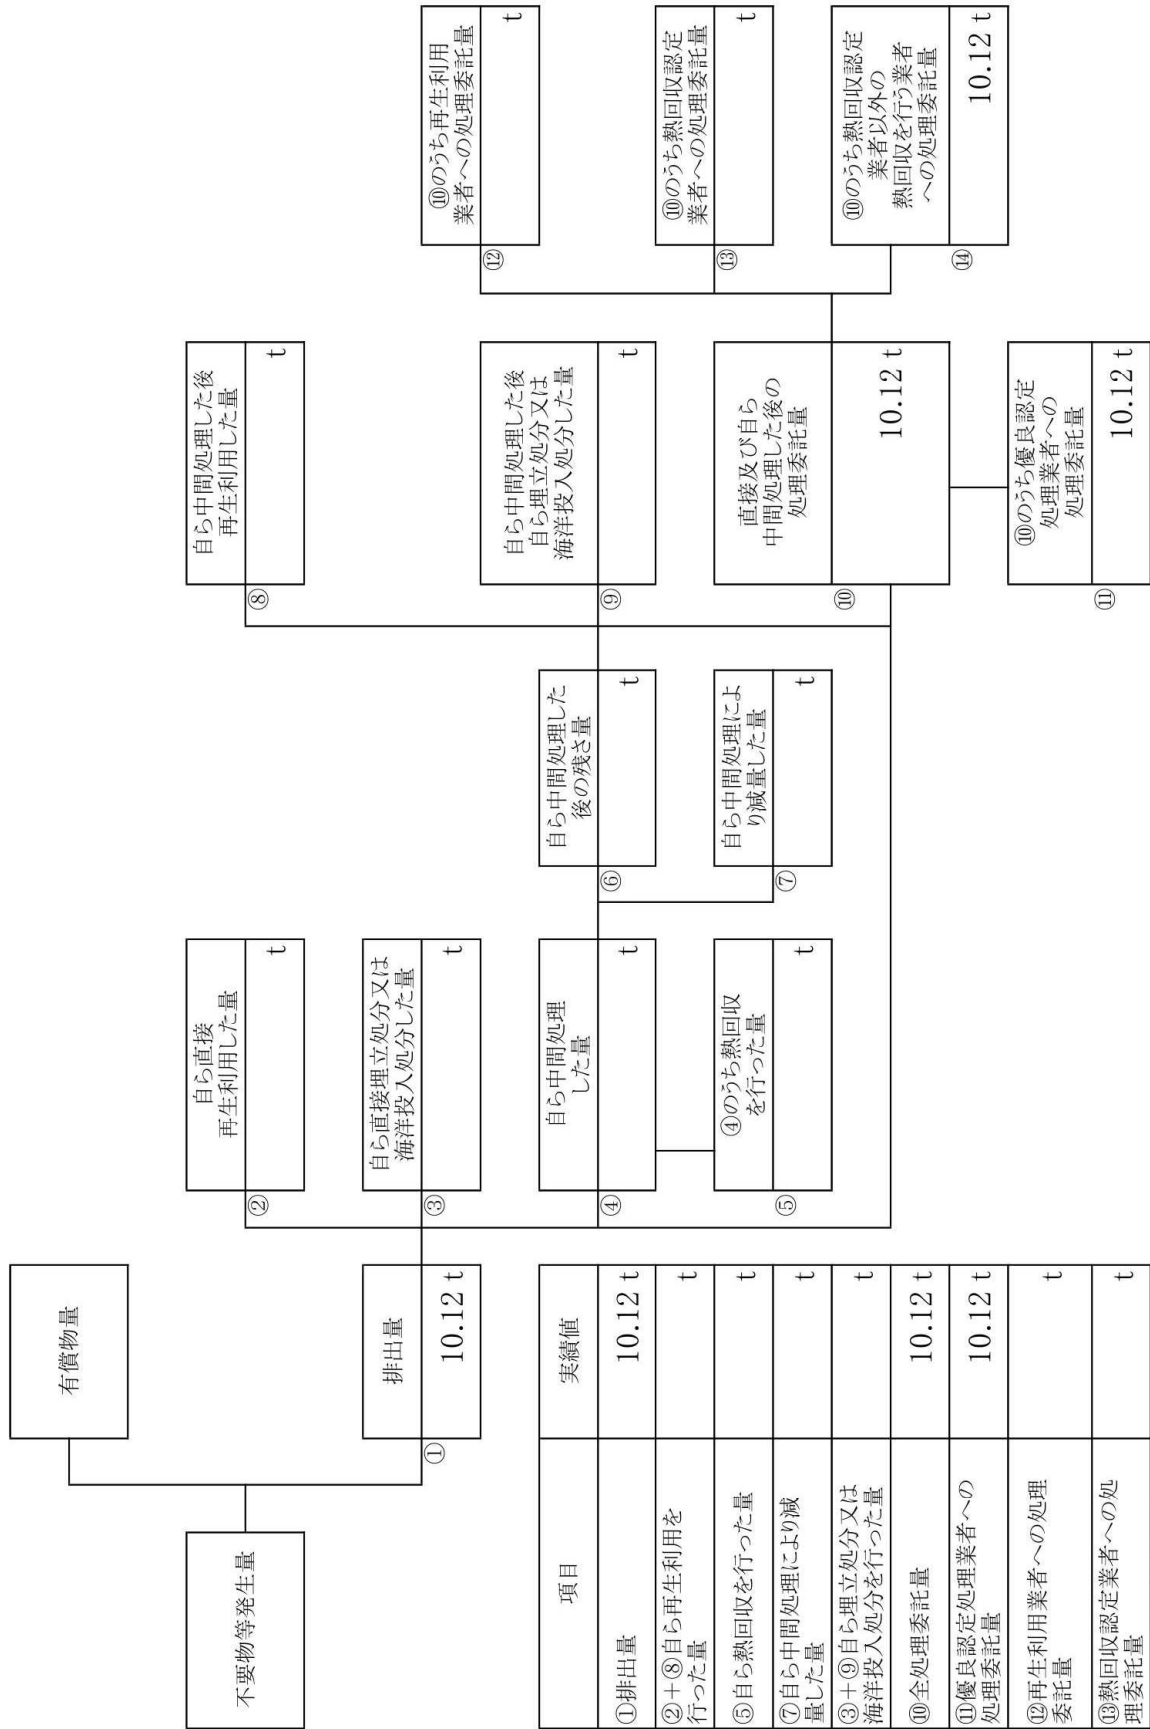 不要物等発生量
有償物量
排出量
①
10.12 t
自ら直接
再生利用した量
②
t
自ら直接埋立処分又は
海洋投入処分した量
③
t
自ら中間処理
した量
④
t
④のうち熱回収
を行った量
⑤
t
自ら中間処理した
後の残さ量
⑥
t
自ら中間処理によ
り減量した量
⑦
t
自ら中間処理した後
再生利用した量
⑧
t
自ら中間処理した後
自ら埋立処分又は
海洋投入処分した量
⑨
t
直接及び自ら
中間処理した後の
処理委託量
⑩
10.12 t
⑩のうち優良認定
処理業者への
処理委託量
⑪
10.12 t
⑩のうち再生利用
業者への処理委託量
⑫
t
⑩のうち熱回収認定
業者への処理委託量
⑬
t
⑩のうち熱回収認定
業者以外の
熱回収を行う業者
への処理委託量
⑭
10.12 t
項目
実績値
①排出量
10.12 t
②+⑧自ら再生利用を
行った量
t
⑤自ら熱回収を行った量
t
⑦自ら中間処理により減
量した量
t
③+⑨自ら埋立処分又は
海洋投入処分を行った量
t
⑩全処理委託量
10.12 t
⑪優良認定処理業者への
処理委託量
10.12 t
⑫再生利用業者への処理
委託量
t
⑬熱回収認定業者への処
理委託量
t